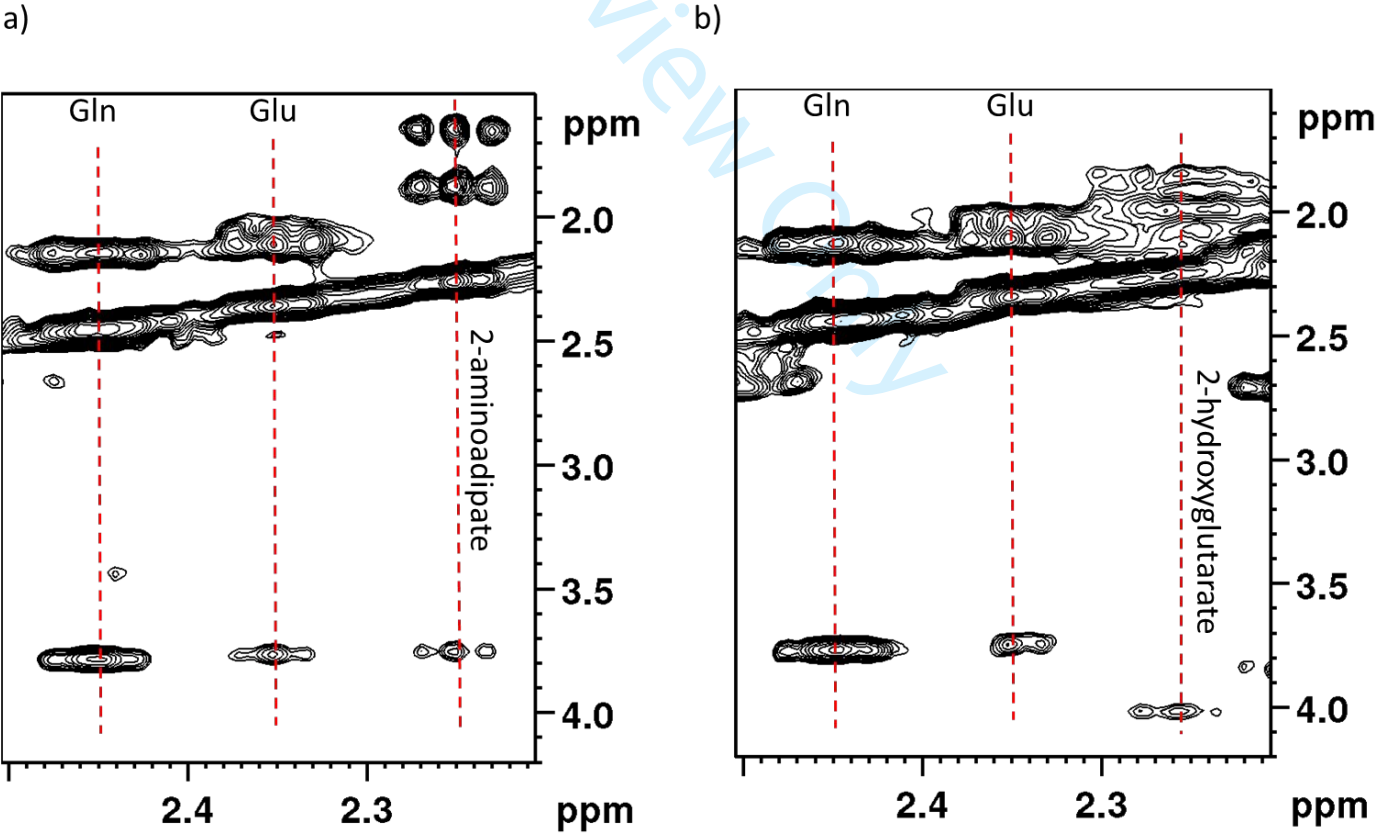 a)
Gln
Glu
ppm
2.0
2.5
3.0
3.5
4.0
2-aminoadipate
2.4
2.3
ppm
b)
Gln
Glu
ppm
2.0
2.5
3.0
3.5
4.0
2-hydroxyglutarate
2.4
2.3
ppm
view Only